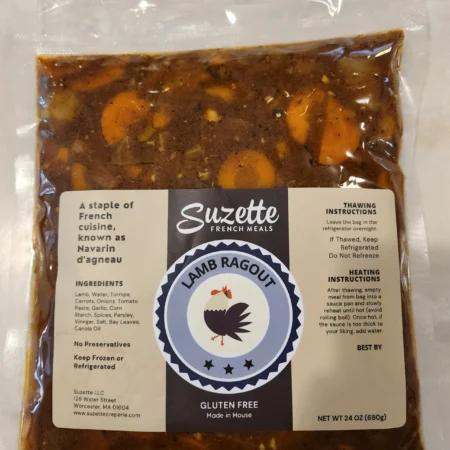 A staple of
French
cuisine,
known as
Navarin
d'agneau
INGREDIENTS
Lamb, Water, Turnips,
Carrots, Onions, Tomato
Paste, Garlic, Corn
Starch, Spices, Parsley,
Vinegar, Salt, Bay Leaves,
Canola Oil
No Preservatives
Keep Frozen or
Refrigerated
Suzette LLC
128 Water Street
Worcester, MA 01604
www.suzettecreperie.com
Suzette
FRENCH MEALS
LAMB RAGOUT
GLUTEN FREE
Made in House
THAWING
INSTRUCTIONS
Leave the bag in the
refrigerator overnight.
If Thawed, Keep
Refrigerated
Do Not Refreeze
HEATING
INSTRUCTIONS
After thawing, empty
meal from bag into a
sauce pan and slowly
reheat until hot (avoid
rolling boil). Once hot, if
the sauce is too thick to
your liking, add water.
BEST BY
NET WT 24 OZ (680g)